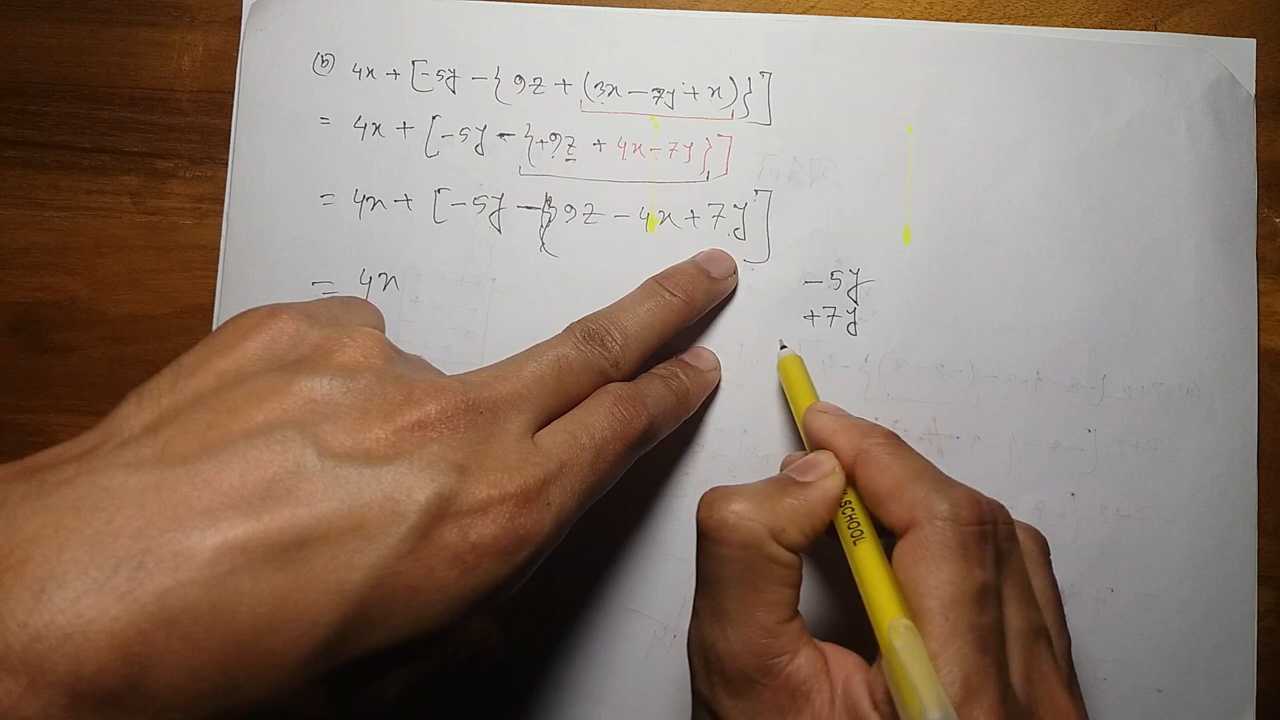 (b) 4x + [-5y - {9z + (3x - 7y + x)}]
= 4x + [-5y - {+9z + 4x - 7y}]
= 4x + [-5y - 9z - 4x + 7y]
= 4x
-5y
+7y
SCHOOL